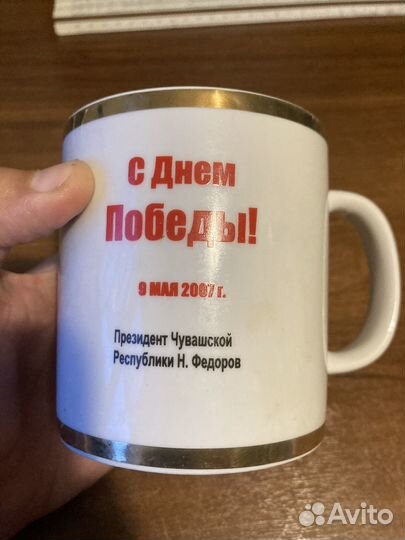 С Днем
Победы!
9 МАЯ 2007 г.
Президент Чувашской
Республики Н. Федоров
Avito